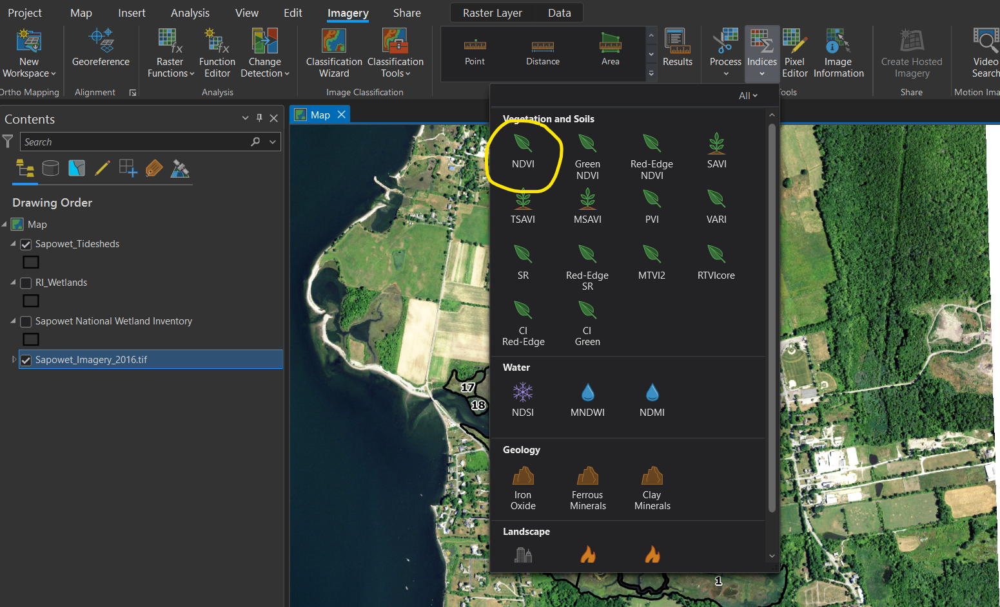 Project Map Insert Analysis View Edit Imagery Share Raster Layer Data
New Workspace
Georeference
Raster Functions
Function Editor
Change Detection
Classification Wizard
Classification Tools
Point
Distance
Area
Results
Process
Indices
Pixel Editor
Image Information
Create Hosted Imagery
Video Search
Ortho Mapping
Alignment
Analysis
Image Classification
Tools
Share
Motion Ima
Contents
Search
Drawing Order
Map
Sapowet_Tidesheds
RI_Wetlands
Sapowet National Wetland Inventory
Sapowet_Imagery_2016.tif
Map
All
Vegetation and Soils
NDVI
Green NDVI
Red-Edge NDVI
SAVI
TSAVI
MSAVI
PVI
VARI
SR
Red-Edge SR
MTVI2
RTVIcore
CI Red-Edge
CI Green
Water
NDSI
MNDWI
NDMI
Geology
Iron Oxide
Ferrous Minerals
Clay Minerals
Landscape
17
18
1